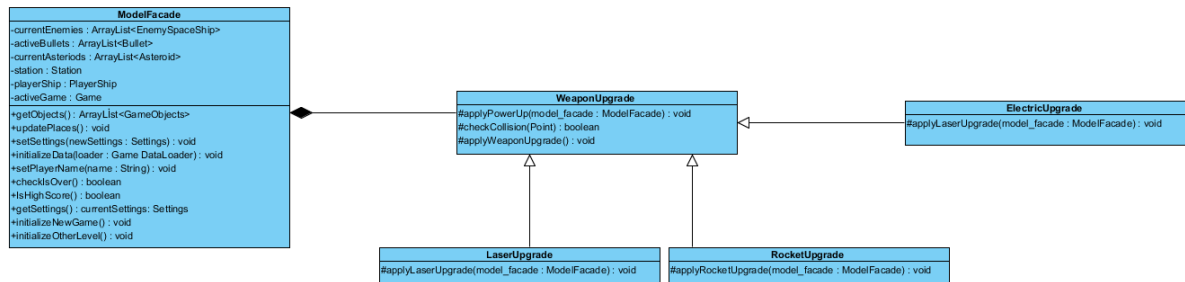 ModelFacade
-currentEnemies : ArrayList<EnemySpaceShip>
-activeBullets : ArrayList<Bullet>
-currentAsteriods : ArrayList<Asteroid>
-station : Station
-playerShip : PlayerShip
-activeGame : Game
+getObjects() : ArrayList<GameObjects>
+updatePlaces() : void
+setSettings(newSettings : Settings) : void
+initializeData(loader : Game DataLoader) : void
+setPlayerName(name : String) : void
+checkIsOver() : boolean
+IsHighScore() : boolean
+getSettings() : currentSettings: Settings
+initializeNewGame() : void
+initializeOtherLevel() : void
WeaponUpgrade
#applyPowerUp(model_facade : ModelFacade) : void
#checkCollision(Point) : boolean
#applyWeaponUpgrade() : void
ElectricUpgrade
#applyLaserUpgrade(model_facade : ModelFacade) : void
LaserUpgrade
#applyLaserUpgrade(model_facade : ModelFacade) : void
RocketUpgrade
#applyRocketUpgrade(model_facade : ModelFacade) : void